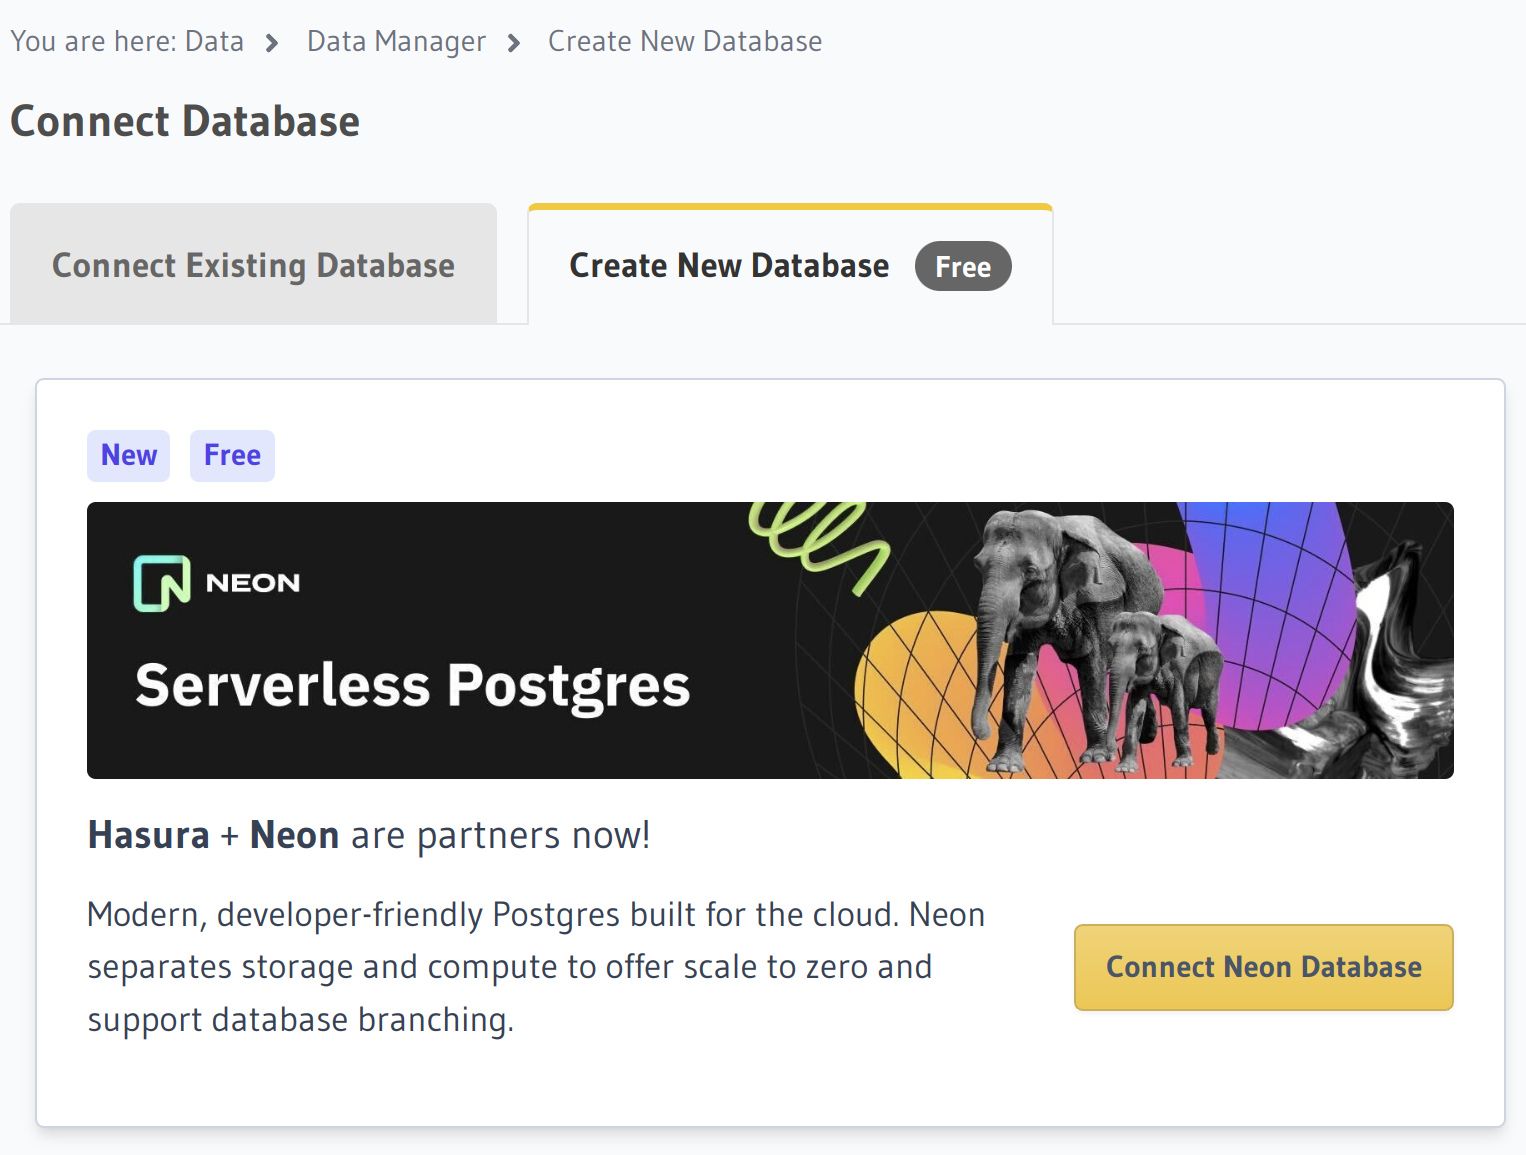 You are here: Data > Data Manager > Create New Database
Connect Database
Connect Existing Database
Create New Database Free
New Free
NEON
Serverless Postgres
Hasura + Neon are partners now!
Modern, developer-friendly Postgres built for the cloud. Neon
separates storage and compute to offer scale to zero and
support database branching.
Connect Neon Database